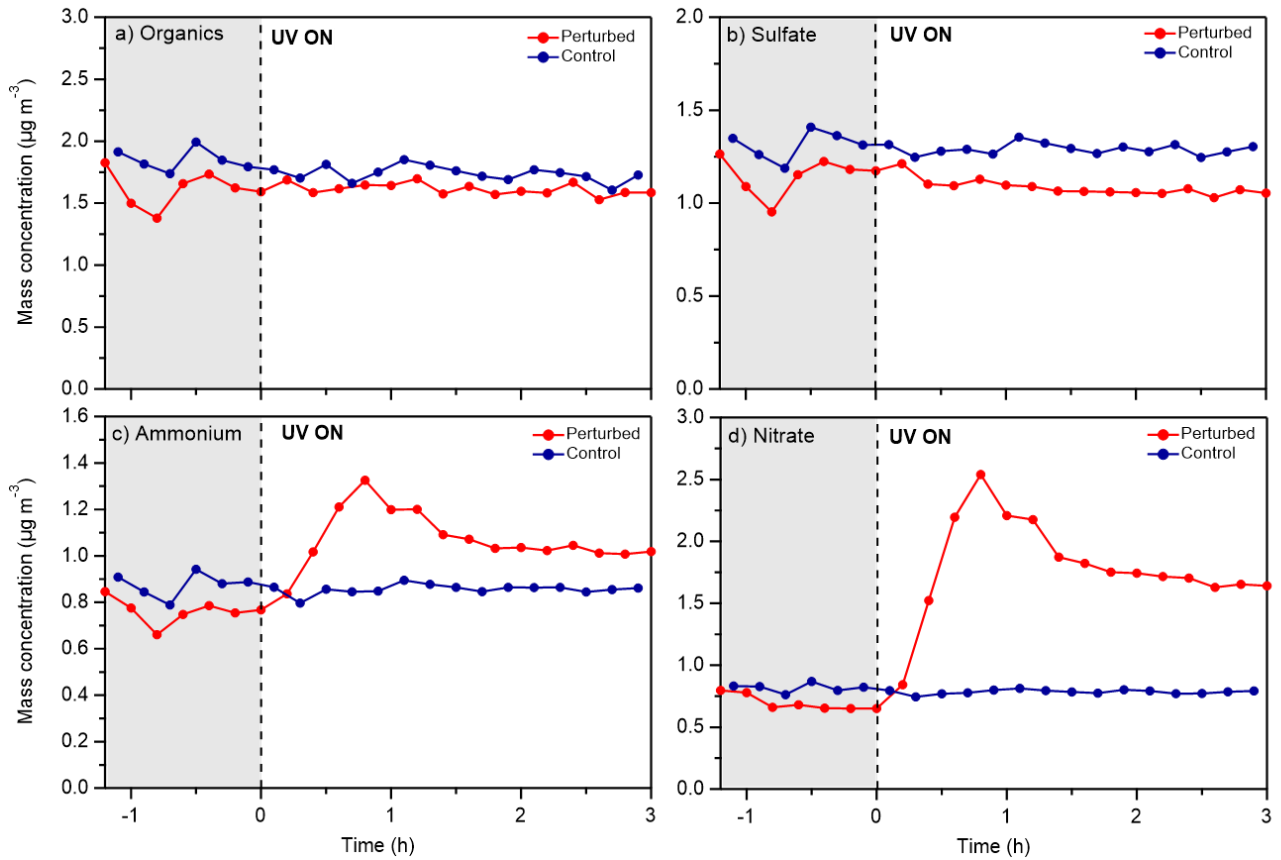 a) Organics
UV ON
Perturbed
Control
Mass concentration (µg m⁻³)
3.0
2.5
2.0
1.5
1.0
0.5
0.0
b) Sulfate
UV ON
Perturbed
Control
2.0
1.5
1.0
0.5
0.0
c) Ammonium
UV ON
Perturbed
Control
Mass concentration (µg m⁻³)
1.6
1.4
1.2
1.0
0.8
0.6
0.4
0.2
0.0
-1 0 1 2 3
Time (h)
d) Nitrate
UV ON
Perturbed
Control
3.0
2.5
2.0
1.5
1.0
0.5
0.0
-1 0 1 2 3
Time (h)